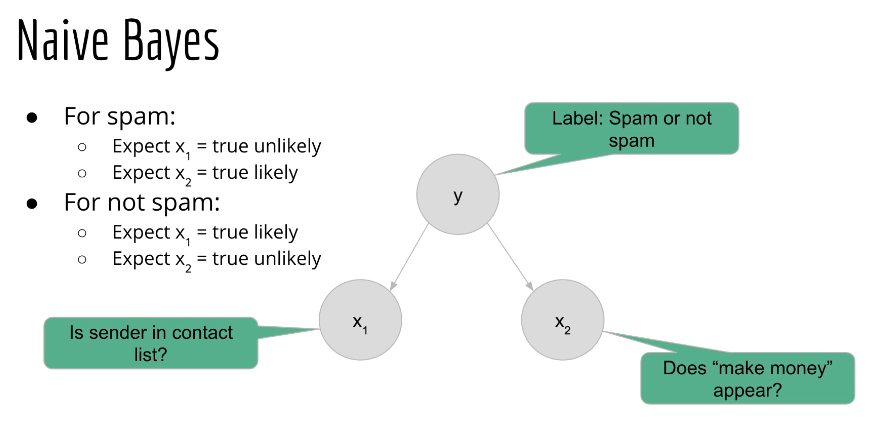 Naive Bayes
● For spam:
○ Expect x₁ = true unlikely
○ Expect x₂ = true likely
● For not spam:
○ Expect x₁ = true likely
○ Expect x₂ = true unlikely
Label: Spam or not
spam
y
x₁
x₂
Is sender in contact
list?
Does “make money”
appear?